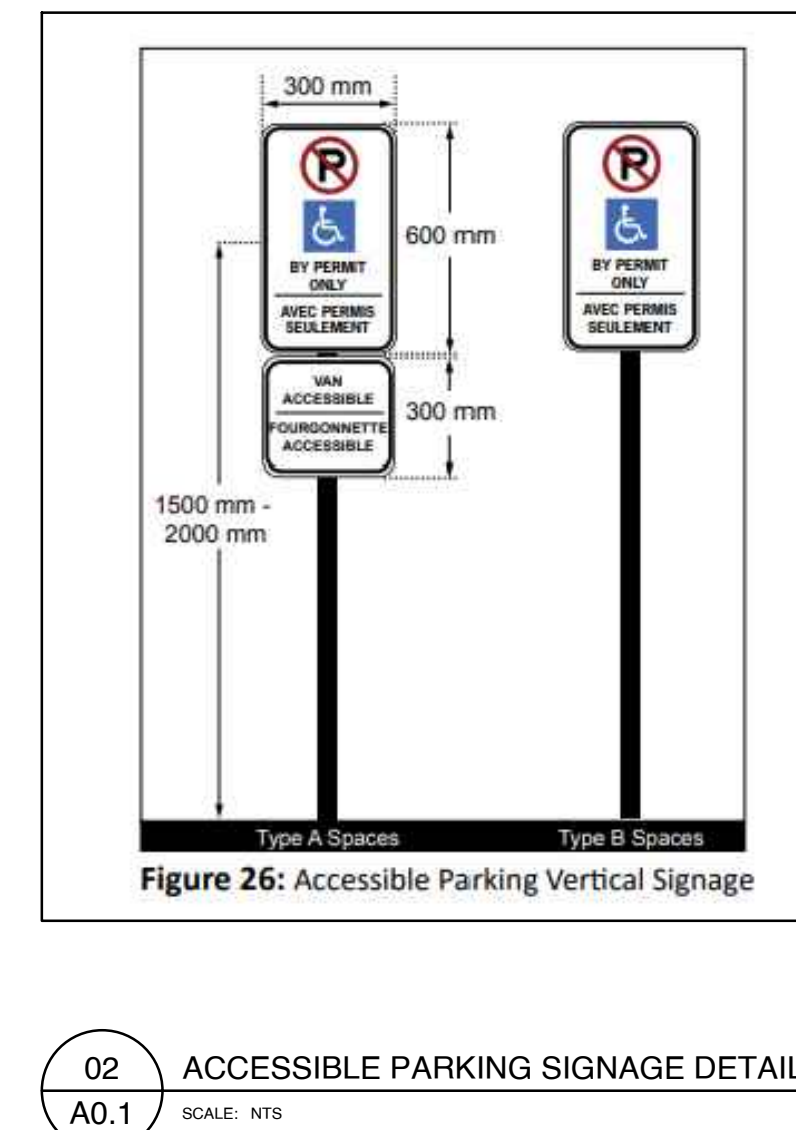 300 mm
P
BY PERMIT
ONLY
AVEC PERMIS
SEULEMENT
600 mm
VAN
ACCESSIBLE
FOURGONNETTE
ACCESSIBLE
300 mm
1500 mm -
2000 mm
P
BY PERMIT
ONLY
AVEC PERMIS
SEULEMENT
Type A Spaces
Type B Spaces
Figure 26: Accessible Parking Vertical Signage
02
A0.1
ACCESSIBLE PARKING SIGNAGE DETAIL
SCALE: NTS